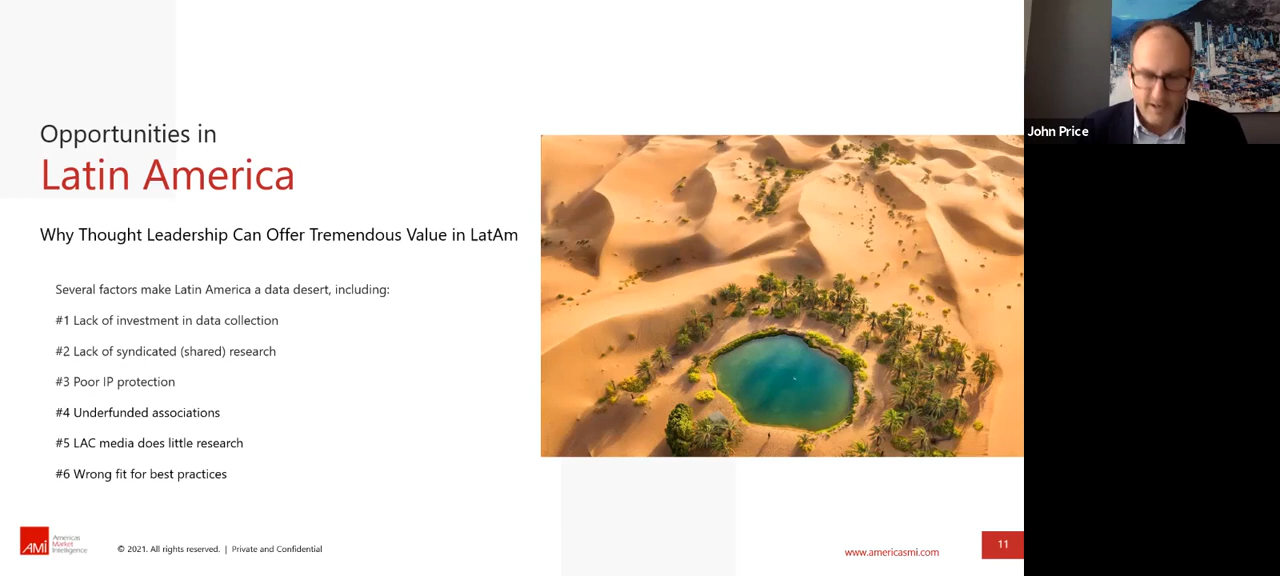 Opportunities in
Latin America
Why Thought Leadership Can Offer Tremendous Value in LatAm
Several factors make Latin America a data desert, including:
#1 Lack of investment in data collection
#2 Lack of syndicated (shared) research
#3 Poor IP protection
#4 Underfunded associations
#5 LAC media does little research
#6 Wrong fit for best practices
AMI
Americas
Market
Intelligence
© 2021. All rights reserved. | Private and Confidential
www.americasmi.com
11
John Price